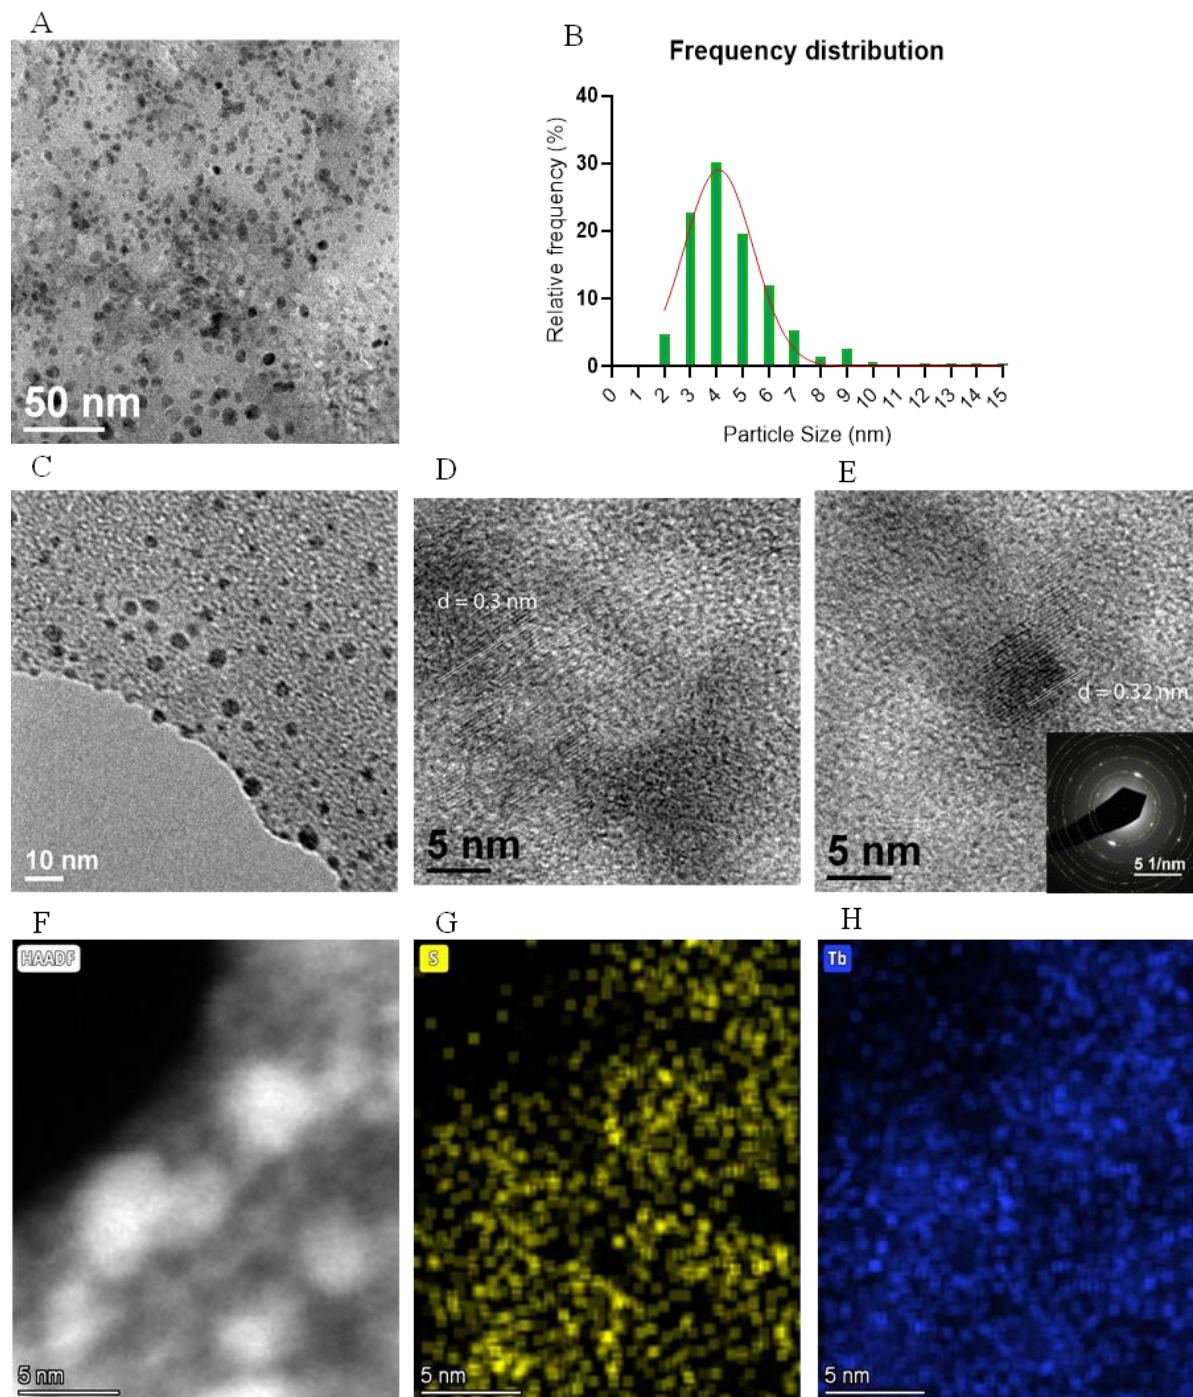 A
50 nm
B
Frequency distribution
Relative frequency (%)
40
30
20
10
0
0 1 2 3 4 5 6 7 8 9 10 11 12 13 14 15
Particle Size (nm)
C
10 nm
D
d = 0.3 nm
5 nm
E
d = 0.32 nm
5 nm
5 1/nm
F
HAADF
5 nm
G
S
5 nm
H
Tb
5 nm